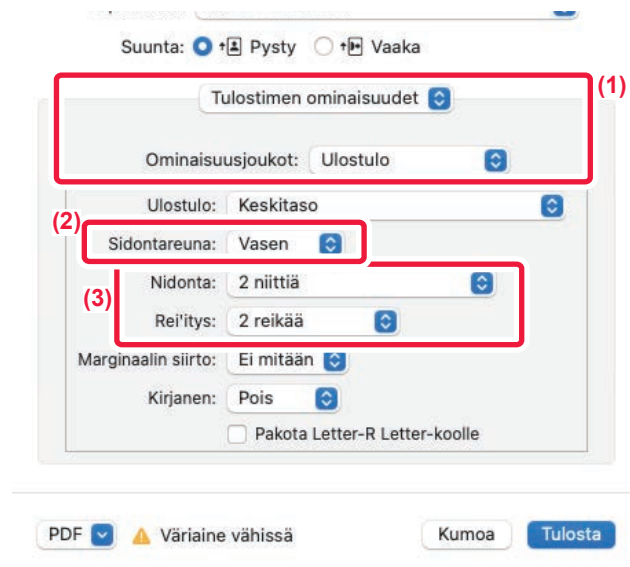 Suunta: Pysty Vaaka
(1)
Tulostimen ominaisuudet
Ominaisuusjoukot: Ulostulo
Ulostulo: Keskitaso
(2)
Sidontareuna: Vasen
(3)
Nidonta: 2 niittiä
Rei'itys: 2 reikää
Marginaalin siirto: Ei mitään
Kirjanen: Pois
Pakota Letter-R Letter-koolle
PDF Väriaine vähissä Kumoa Tulosta